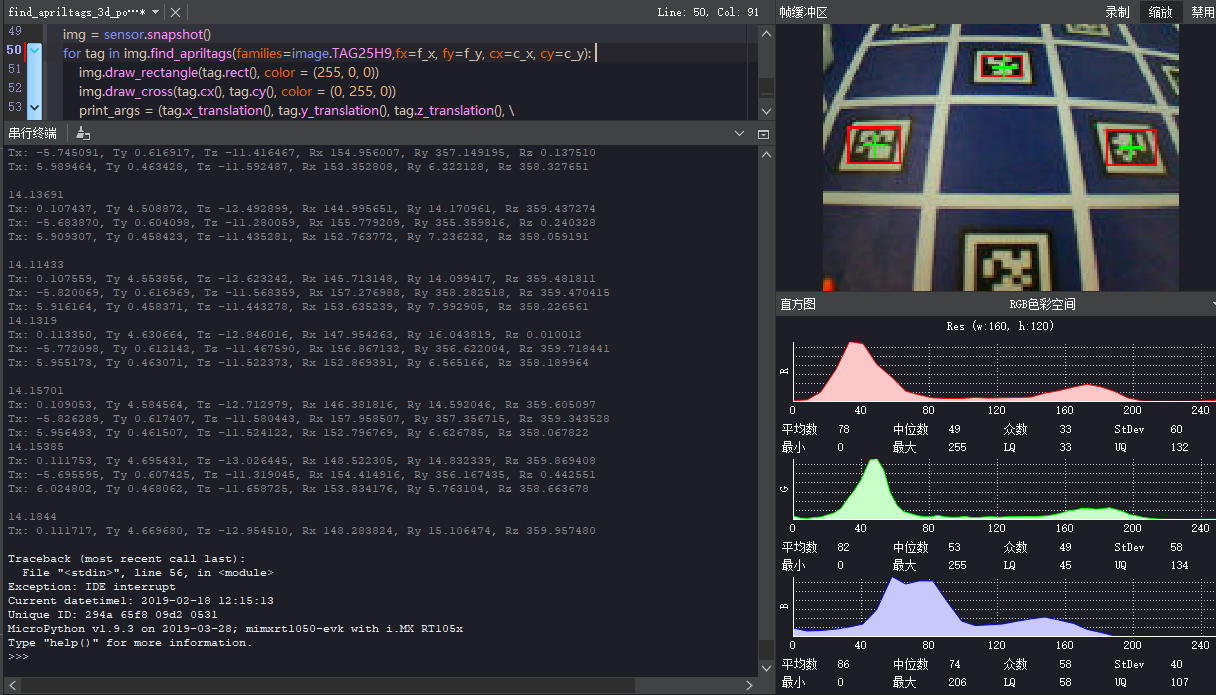 find_apriltags_3d_po···* Line: 50, Col: 91
49 img = sensor.snapshot()
50 for tag in img.find_apriltags(families=image.TAG25H9,fx=f_x, fy=f_y, cx=c_x, cy=c_y):
51 img.draw_rectangle(tag.rect(), color = (255, 0, 0))
52 img.draw_cross(tag.cx(), tag.cy(), color = (0, 255, 0))
53 print_args = (tag.x_translation(), tag.y_translation(), tag.z_translation(), \
串行终端
Tx: -5.745091, Ty 0.616917, Tz -11.416467, Rx 154.956007, Ry 357.149195, Rz 0.137510
Tx: 5.989464, Ty 0.463426, Tz -11.592487, Rx 153.352808, Ry 6.222128, Rz 358.327651
14.13691
Tx: 0.107437, Ty 4.508872, Tz -12.492899, Rx 144.995651, Ry 14.170961, Rz 359.437274
Tx: -5.683870, Ty 0.604098, Tz -11.280059, Rx 155.779209, Ry 355.359816, Rz 0.240328
Tx: 5.909307, Ty 0.458423, Tz -11.435281, Rx 152.763772, Ry 7.236232, Rz 358.059191
14.11433
Tx: 0.107559, Ty 4.553856, Tz -12.623242, Rx 145.713148, Ry 14.099417, Rz 359.481811
Tx: -5.820069, Ty 0.616969, Tz -11.568359, Rx 157.276988, Ry 358.282518, Rz 359.470415
Tx: 5.916164, Ty 0.458371, Tz -11.443278, Rx 153.635239, Ry 7.992905, Rz 358.226561
14.1319
Tx: 0.113350, Ty 4.630664, Tz -12.846016, Rx 147.954263, Ry 16.043819, Rz 0.010012
Tx: -5.772098, Ty 0.612142, Tz -11.467590, Rx 156.867132, Ry 356.622004, Rz 359.718441
Tx: 5.955173, Ty 0.461307, Tz -11.522373, Rx 152.869391, Ry 6.565166, Rz 358.189964
14.15701
Tx: 0.109053, Ty 4.584564, Tz -12.712979, Rx 146.381816, Ry 14.592046, Rz 359.605097
Tx: -5.826289, Ty 0.617407, Tz -11.580443, Rx 157.958507, Ry 357.356715, Rz 359.343528
Tx: 5.956493, Ty 0.461507, Tz -11.524122, Rx 152.796769, Ry 6.626785, Rz 358.067822
14.15385
Tx: 0.111753, Ty 4.695431, Tz -13.026445, Rx 148.522305, Ry 14.832339, Rz 359.869408
Tx: -5.695595, Ty 0.607425, Tz -11.319045, Rx 154.414916, Ry 356.167435, Rz 0.442551
Tx: 6.024802, Ty 0.468062, Tz -11.658725, Rx 153.834176, Ry 5.763104, Rz 358.663678
14.1844
Tx: 0.111717, Ty 4.669680, Tz -12.954510, Rx 148.283824, Ry 15.106474, Rz 359.957480
Traceback (most recent call last):
File "<stdin>", line 56, in <module>
Exception: IDE interrupt
Current datetime1: 2019-02-18 12:15:13
Unique ID: 294a 65f8 09d2 0531
MicroPython v1.9.3 on 2019-03-28; mimxrt1050-evk with i.MX RT105x
Type "help()" for more information.
>>>
帧缓冲区 录制 缩放 禁用
直方图 RGB色彩空间
Res (w:160, h:120)
R
0 40 80 120 160 200 240
平均数 78 中位数 49 众数 33 StDev 60
最小 0 最大 255 LQ 33 UQ 132
G
0 40 80 120 160 200 240
平均数 82 中位数 53 众数 49 StDev 58
最小 0 最大 255 LQ 45 UQ 134
B
0 40 80 120 160 200 240
平均数 86 中位数 74 众数 58 StDev 40
最小 0 最大 206 LQ 58 UQ 107